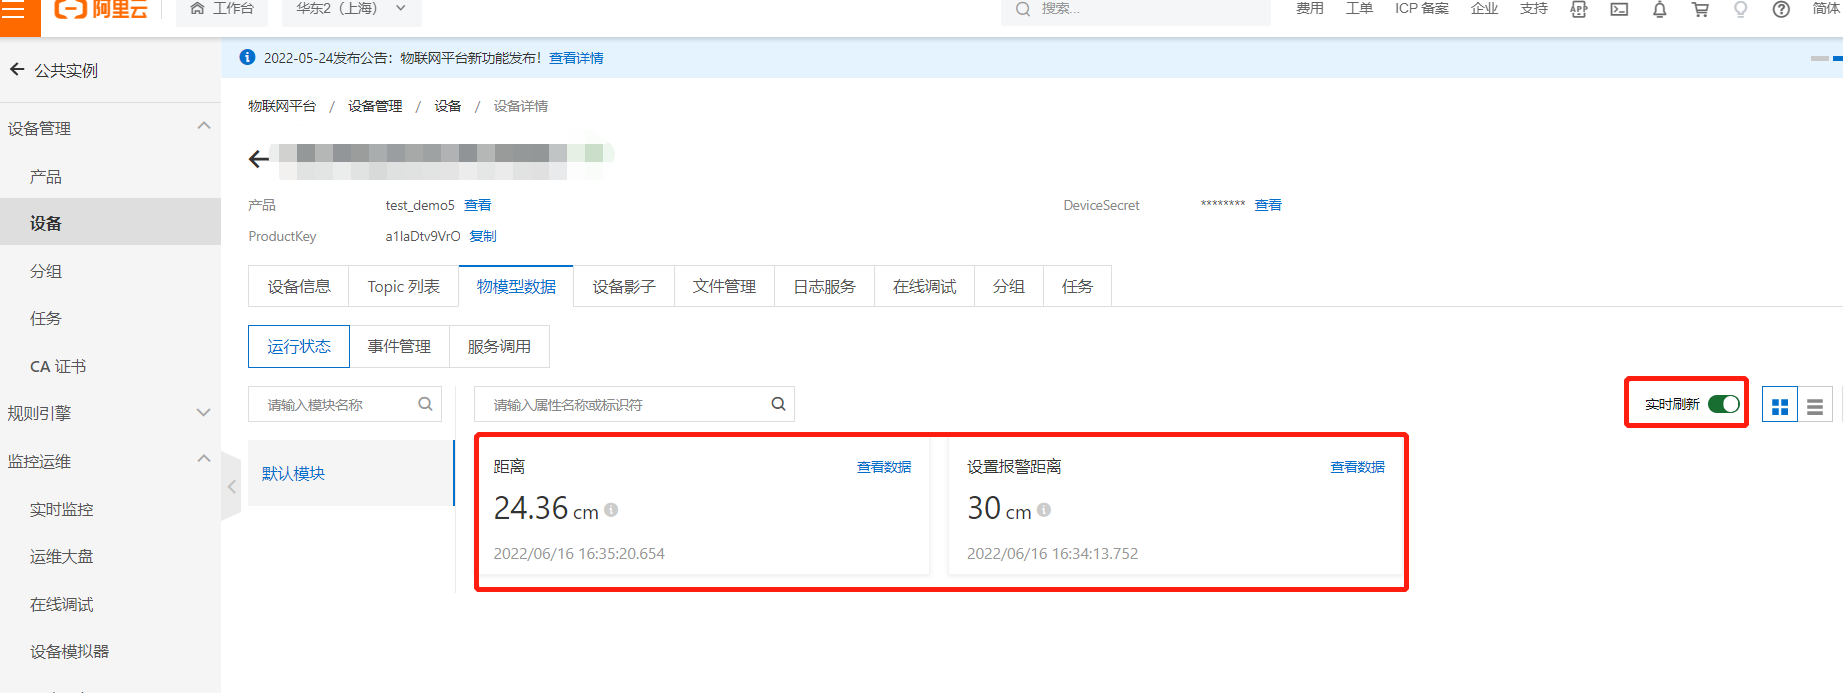 阿里云 工作台 华东2（上海） 搜索... 费用 工单 ICP 备案 企业 支持 简体
公共实例
2022-05-24发布公告：物联网平台新功能发布！ 查看详情
物联网平台 / 设备管理 / 设备 / 设备详情
设备管理
产品
设备
分组
任务
CA 证书
规则引擎
监控运维
实时监控
运维大盘
在线调试
设备模拟器
产品 test_demo5 查看 DeviceSecret ******** 查看
ProductKey a1IaDtv9VrO 复制
设备信息 Topic 列表 物模型数据 设备影子 文件管理 日志服务 在线调试 分组 任务
运行状态 事件管理 服务调用
请输入模块名称 请输入属性名称或标识符 实时刷新
默认模块
距离 查看数据
24.36 cm
2022/06/16 16:35:20.654
设置报警距离 查看数据
30 cm
2022/06/16 16:34:13.752